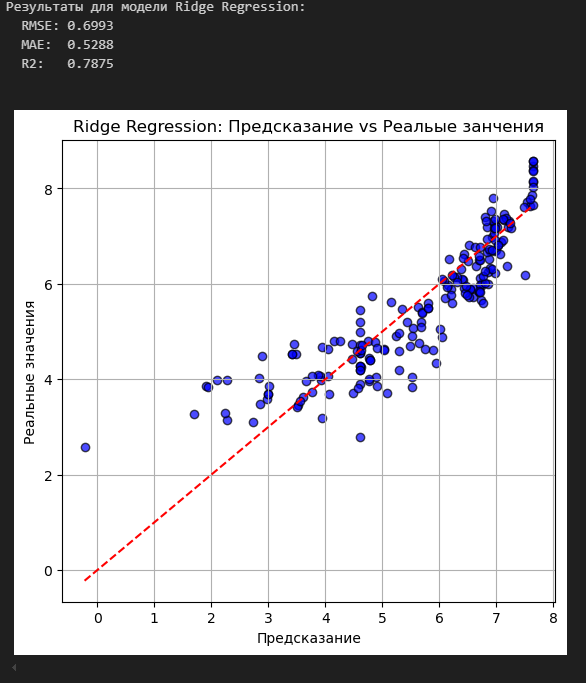 Результаты для модели Ridge Regression:
RMSE: 0.6993
MAE: 0.5288
R2: 0.7875
Ridge Regression: Предсказание vs Реальые занчения
Реальные значения
8
6
4
2
0
0 1 2 3 4 5 6 7 8
Предсказание